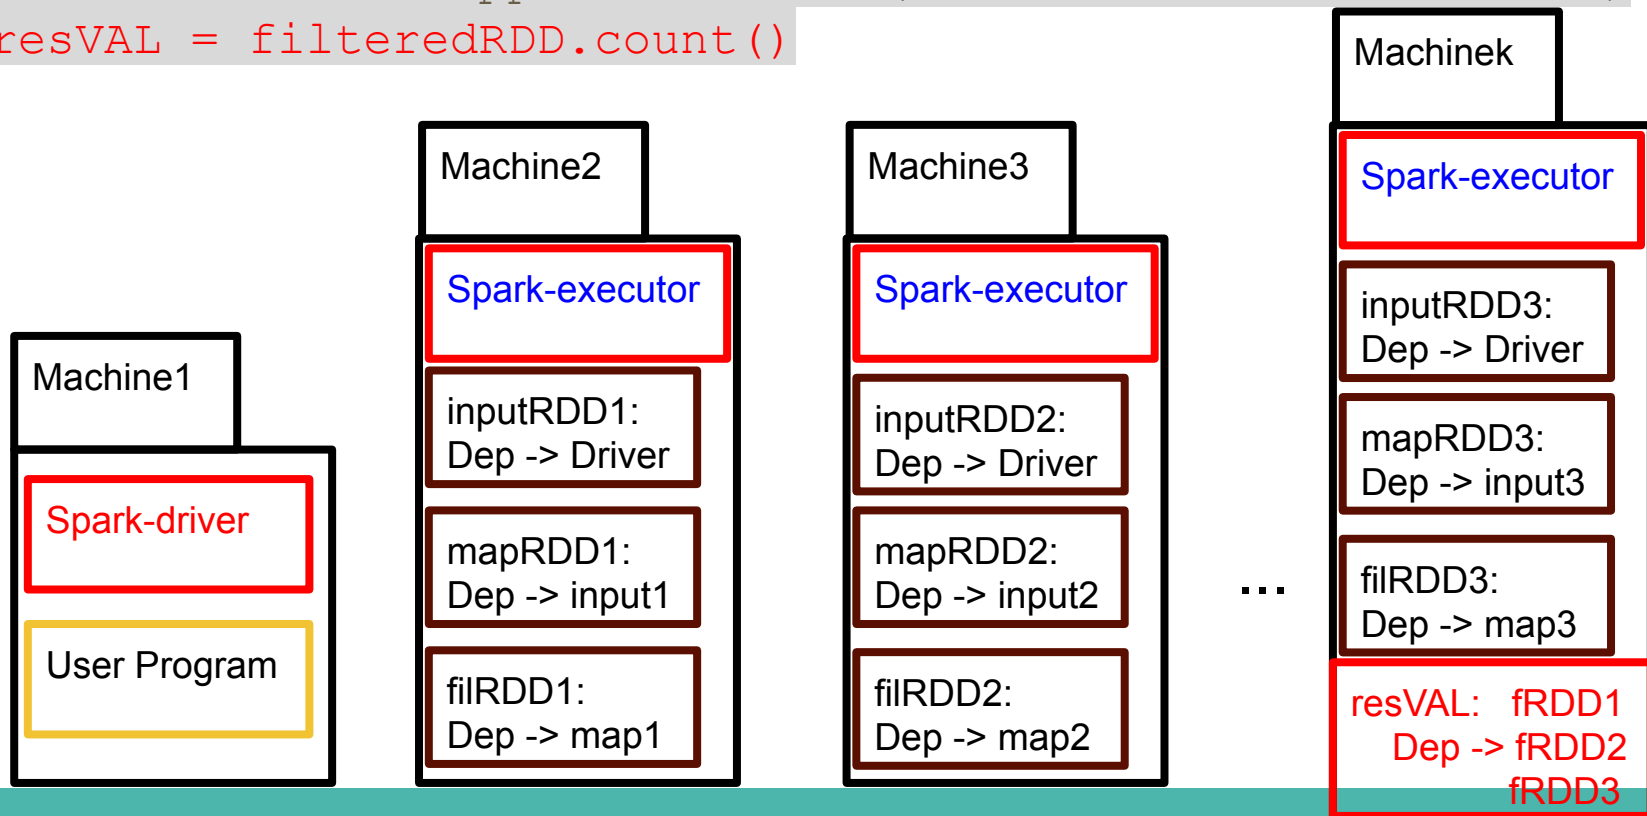 resVAL = filteredRDD.count()
Machine1
Spark-driver
User Program
Machine2
Spark-executor
inputRDD1:
Dep -> Driver
mapRDD1:
Dep -> input1
filRDD1:
Dep -> map1
Machine3
Spark-executor
inputRDD2:
Dep -> Driver
mapRDD2:
Dep -> input2
filRDD2:
Dep -> map2
...
Machinek
Spark-executor
inputRDD3:
Dep -> Driver
mapRDD3:
Dep -> input3
filRDD3:
Dep -> map3
resVAL: fRDD1
Dep -> fRDD2
fRDD3